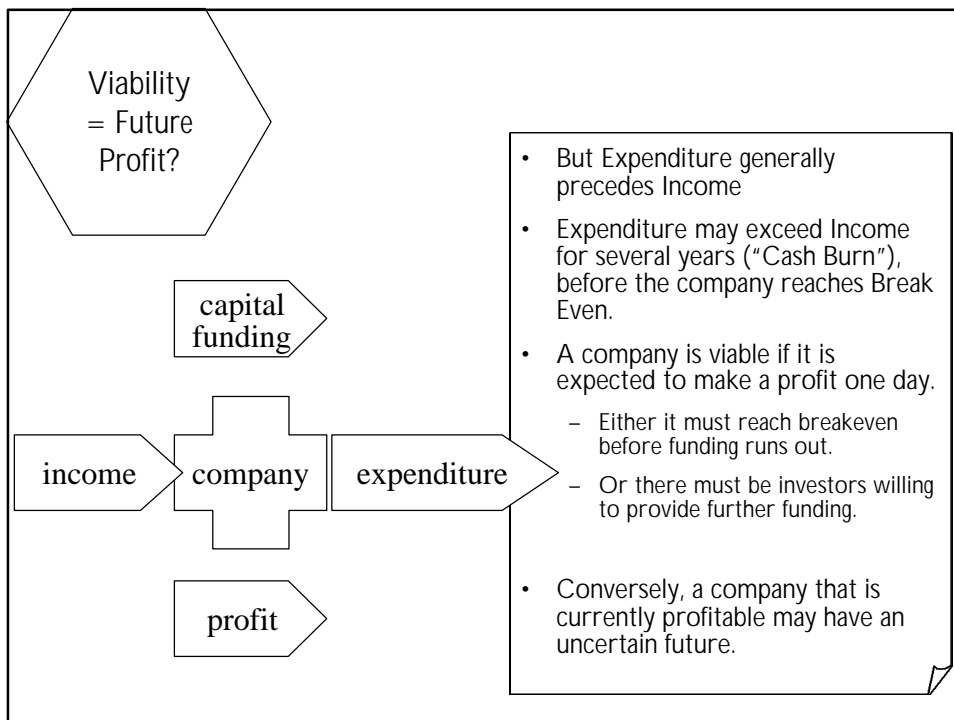 Viability
= Future
Profit?
capital
funding
income
company
expenditure
profit
• But Expenditure generally
precedes Income
• Expenditure may exceed Income
for several years (“Cash Burn”),
before the company reaches Break
Even.
• A company is viable if it is
expected to make a profit one day.
– Either it must reach breakeven
before funding runs out.
– Or there must be investors willing
to provide further funding.
• Conversely, a company that is
currently profitable may have an
uncertain future.